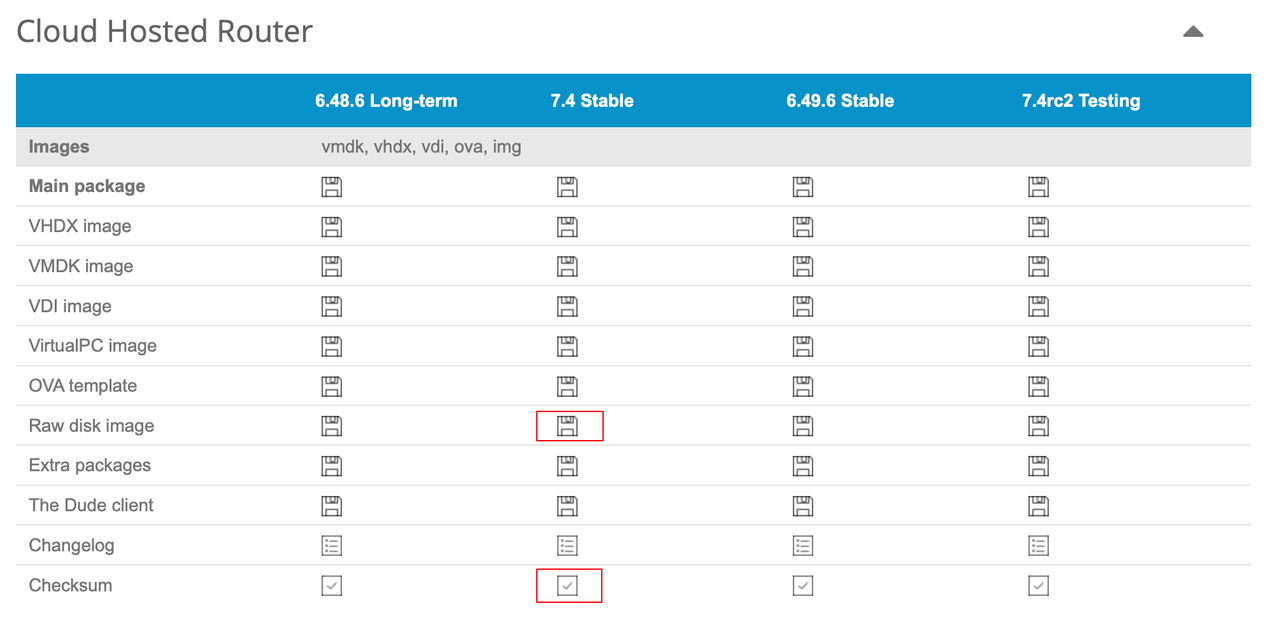 Cloud Hosted Router
6.48.6 Long-term 7.4 Stable 6.49.6 Stable 7.4rc2 Testing
Images vmdk, vhdx, vdi, ova, img
Main package
VHDX image
VMDK image
VDI image
VirtualPC image
OVA template
Raw disk image
Extra packages
The Dude client
Changelog
Checksum